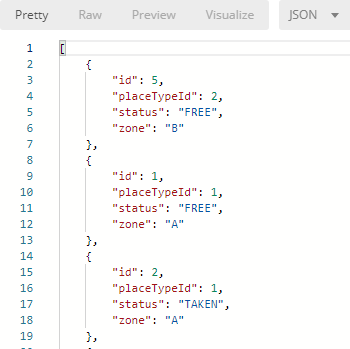 Pretty Raw Preview Visualize JSON
1 [
2 {
3 "id": 5,
4 "placeTypeId": 2,
5 "status": "FREE",
6 "zone": "B"
7 },
8 {
9 "id": 1,
10 "placeTypeId": 1,
11 "status": "FREE",
12 "zone": "A"
13 },
14 {
15 "id": 2,
16 "placeTypeId": 1,
17 "status": "TAKEN",
18 "zone": "A"
19 },